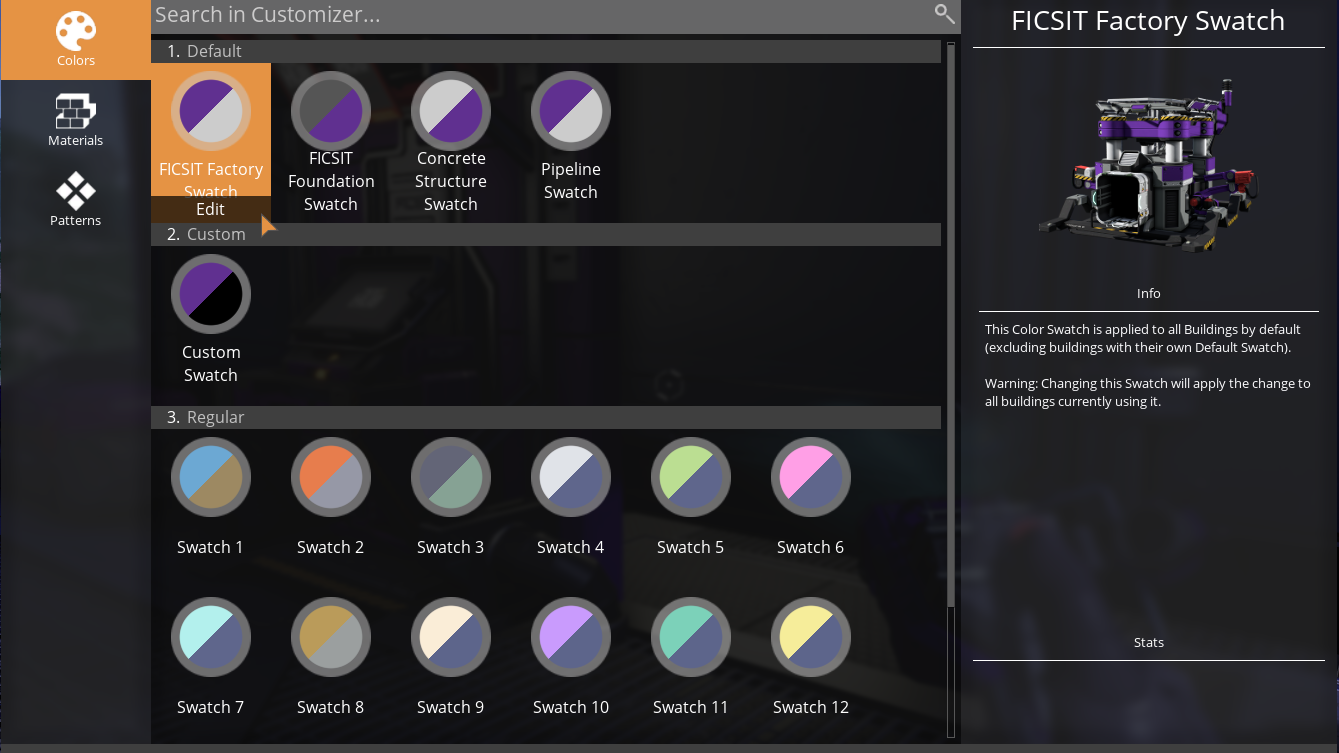 Search in Customizer...
Colors
Materials
Patterns
1. Default
FICSIT Factory
Swatch
Edit
FICSIT
Foundation
Swatch
Concrete
Structure
Swatch
Pipeline
Swatch
2. Custom
Custom
Swatch
3. Regular
Swatch 1
Swatch 2
Swatch 3
Swatch 4
Swatch 5
Swatch 6
Swatch 7
Swatch 8
Swatch 9
Swatch 10
Swatch 11
Swatch 12
FICSIT Factory Swatch
Info
This Color Swatch is applied to all Buildings by default
(excluding buildings with their own Default Swatch).
Warning: Changing this Swatch will apply the change to
all buildings currently using it.
Stats